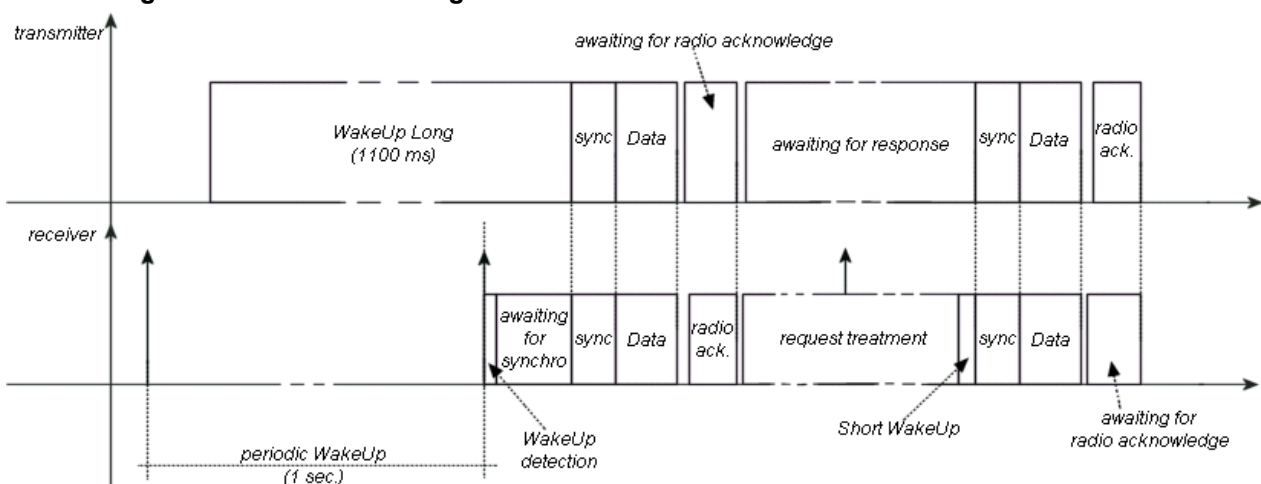 transmitter
awaiting for radio acknowledge
WakeUp Long
(1100 ms)
sync
Data
awaiting for response
sync
Data
radio
ack.
receiver
awaiting
for
synchro
sync
Data
radio
ack.
request treatment
sync
Data
periodic WakeUp
(1 sec.)
WakeUp
detection
Short WakeUp
awaiting for
radio acknowledge